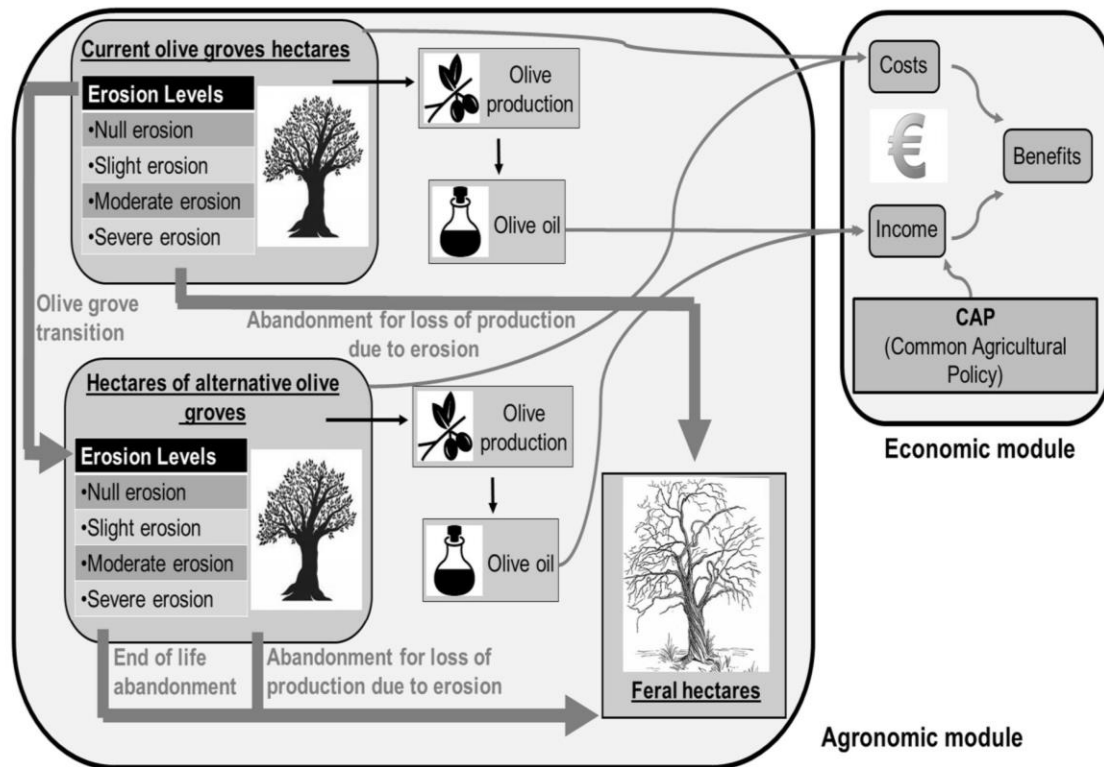 Current olive groves hectares
Erosion Levels
•Null erosion
•Slight erosion
•Moderate erosion
•Severe erosion
Olive
production
Olive oil
Olive grove
transition
Abandonment for loss of production
due to erosion
Hectares of alternative olive
groves
Erosion Levels
•Null erosion
•Slight erosion
•Moderate erosion
•Severe erosion
Olive
production
Olive oil
End of life
abandonment
Abandonment for loss of
production due to erosion
Feral hectares
Agronomic module
Costs
€
Benefits
Income
CAP
(Common Agricultural
Policy)
Economic module